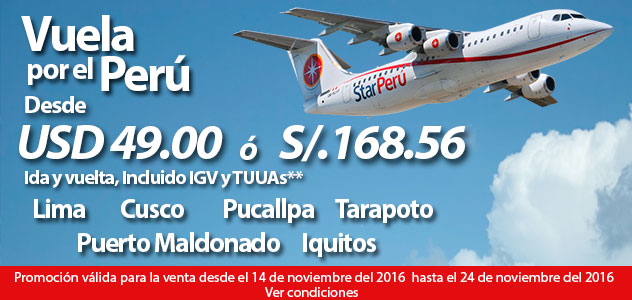 Vuela
por el Perú
StarPerú
Desde
USD 49.00 ó S/.168.56
Ida y vuelta, Incluido IGV y TUUAs**
Lima Cusco Pucallpa Tarapoto
Puerto Maldonado Iquitos
Promoción válida para la venta desde el 14 de noviembre del 2016 hasta el 24 de noviembre del 2016
Ver condiciones